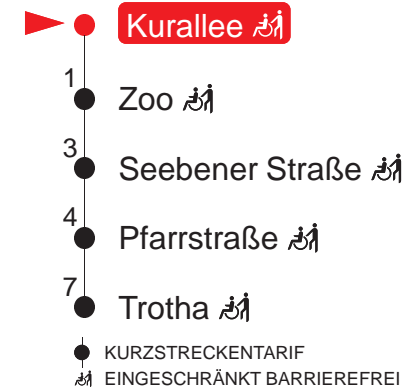 Kurallee
1
Zoo
3
Seebener Straße
4
Pfarrstraße
7
Trotha
KURZSTRECKENTARIF
EINGESCHRÄNKT BARRIEREFREI